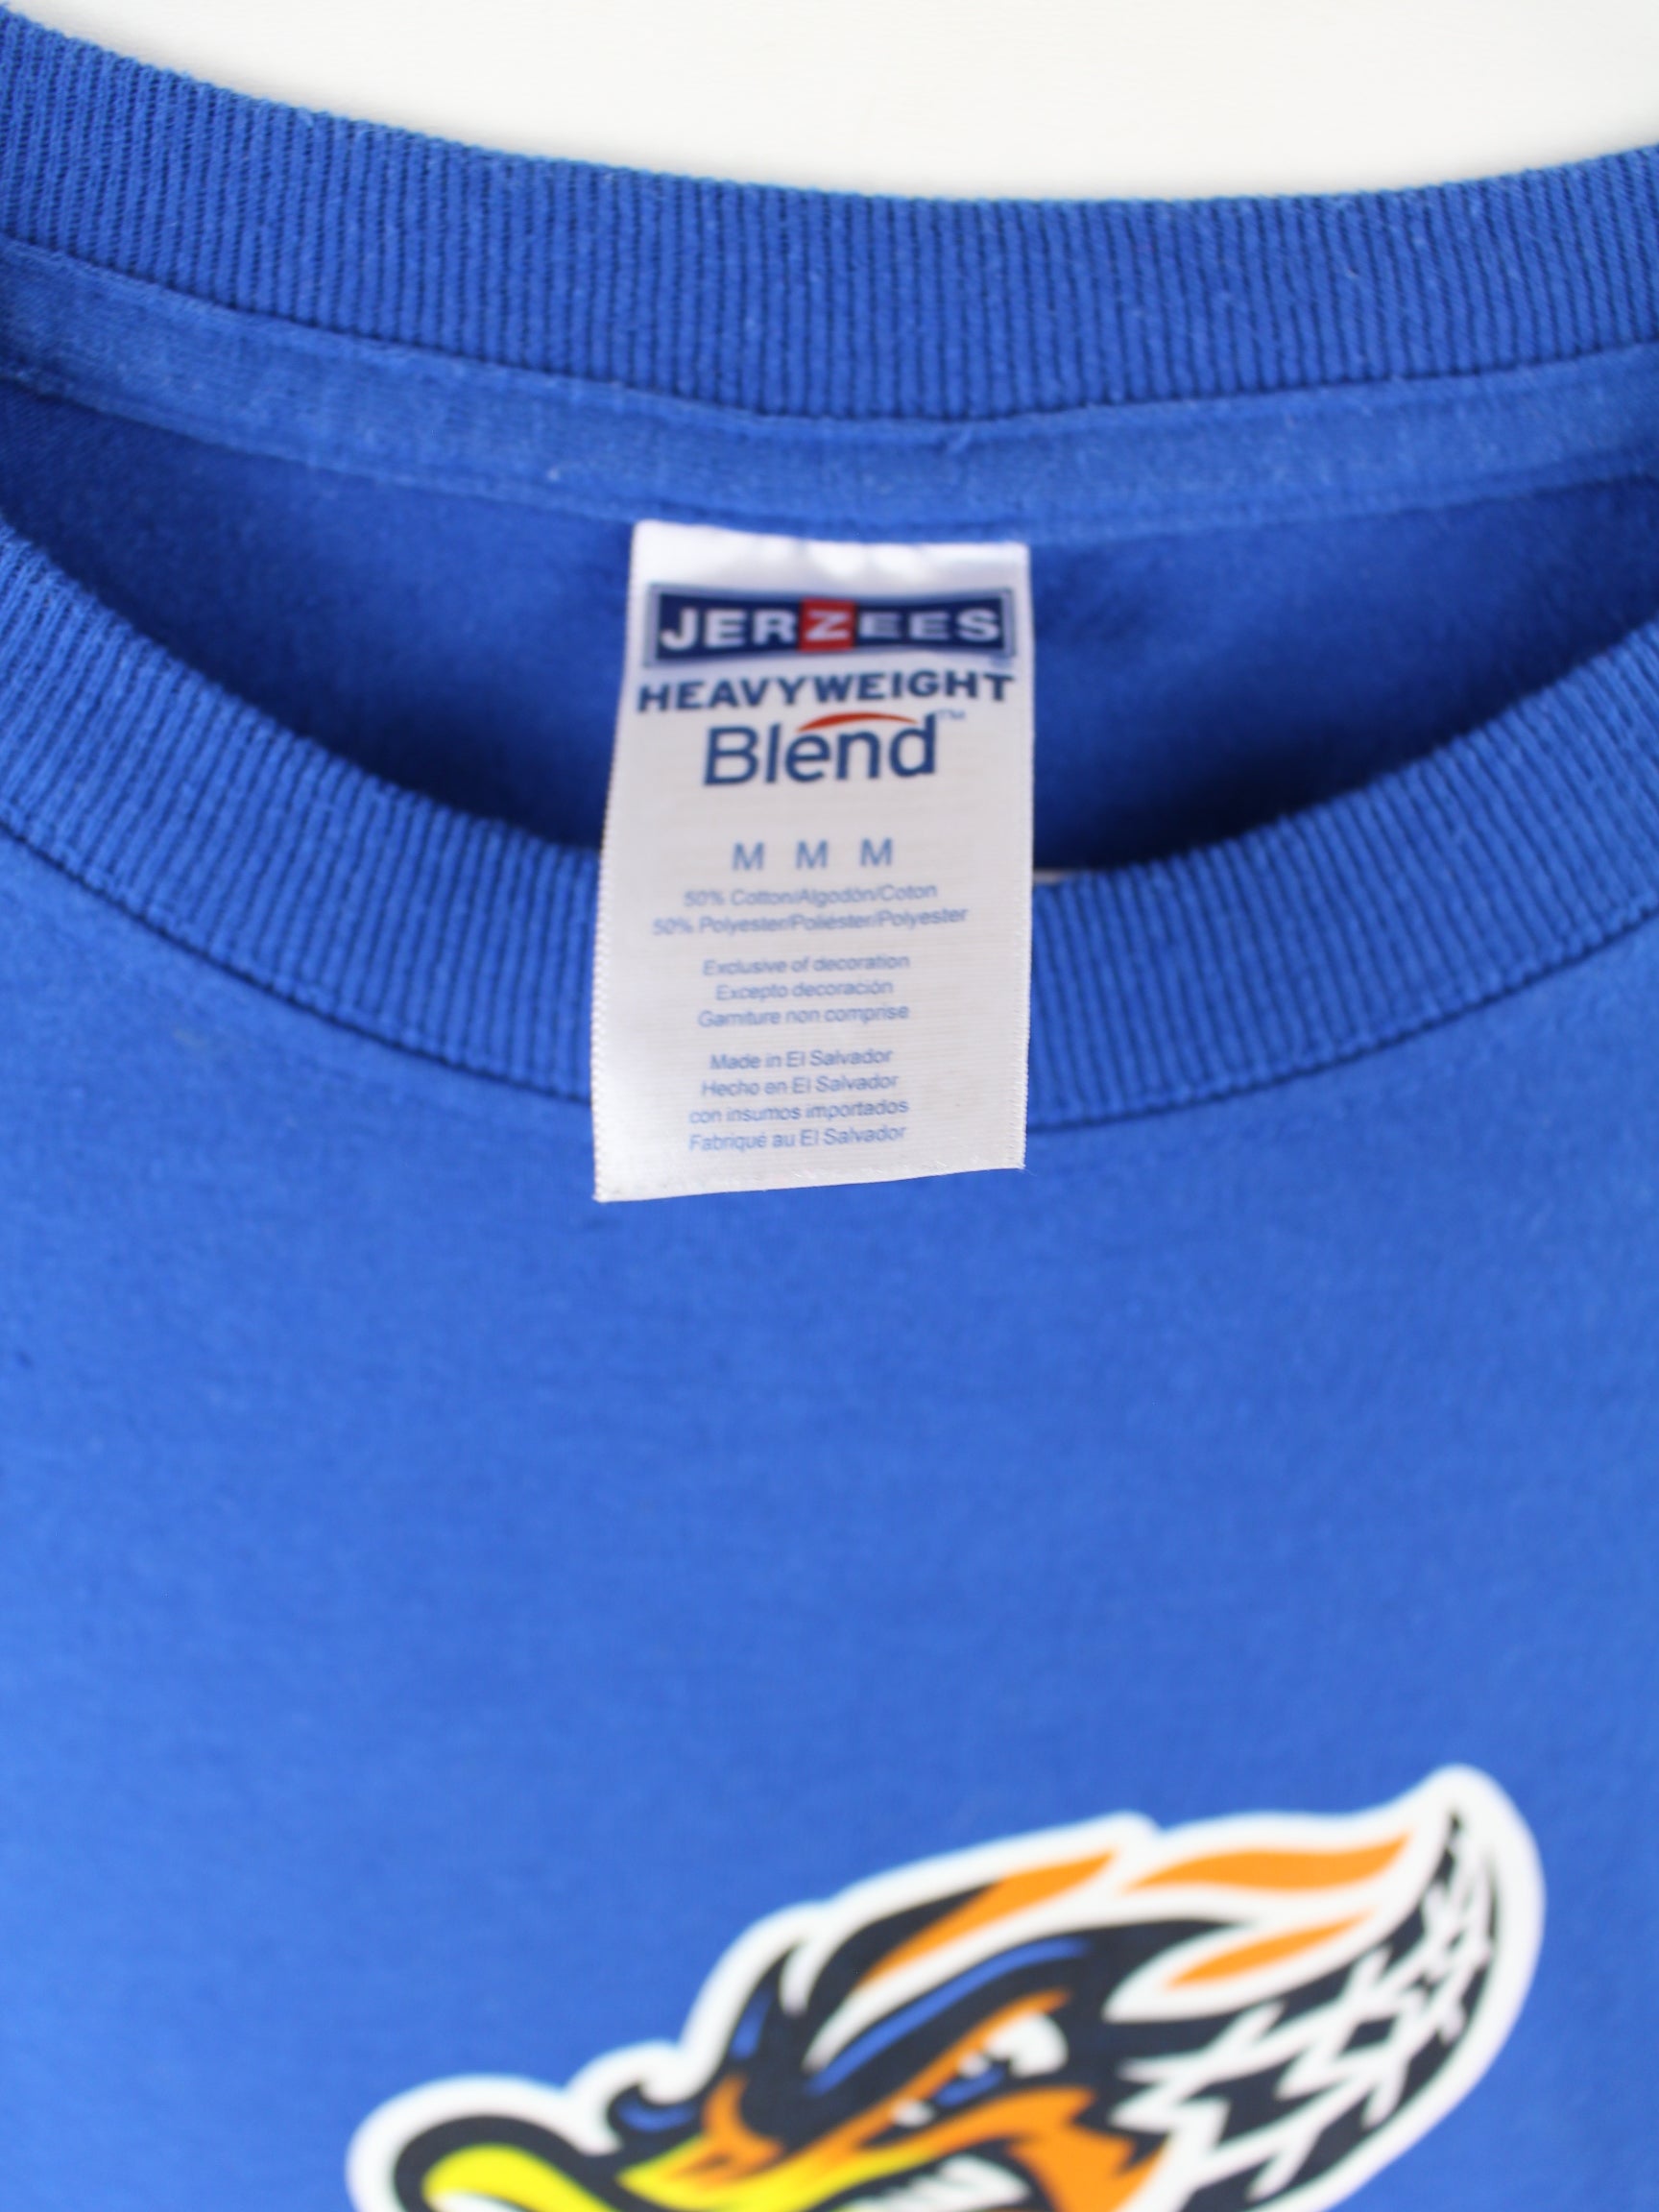 JERZEES
HEAVYWEIGHT
Blend™
M M M
50% Cotton/Algodón/Coton
50% Polyester/Poliéster/Polyester
Exclusive of decoration
Excepto decoración
Garniture non comprise
Made in El Salvador
Hecho en El Salvador
con insumos importados
Fabriqué au El Salvador